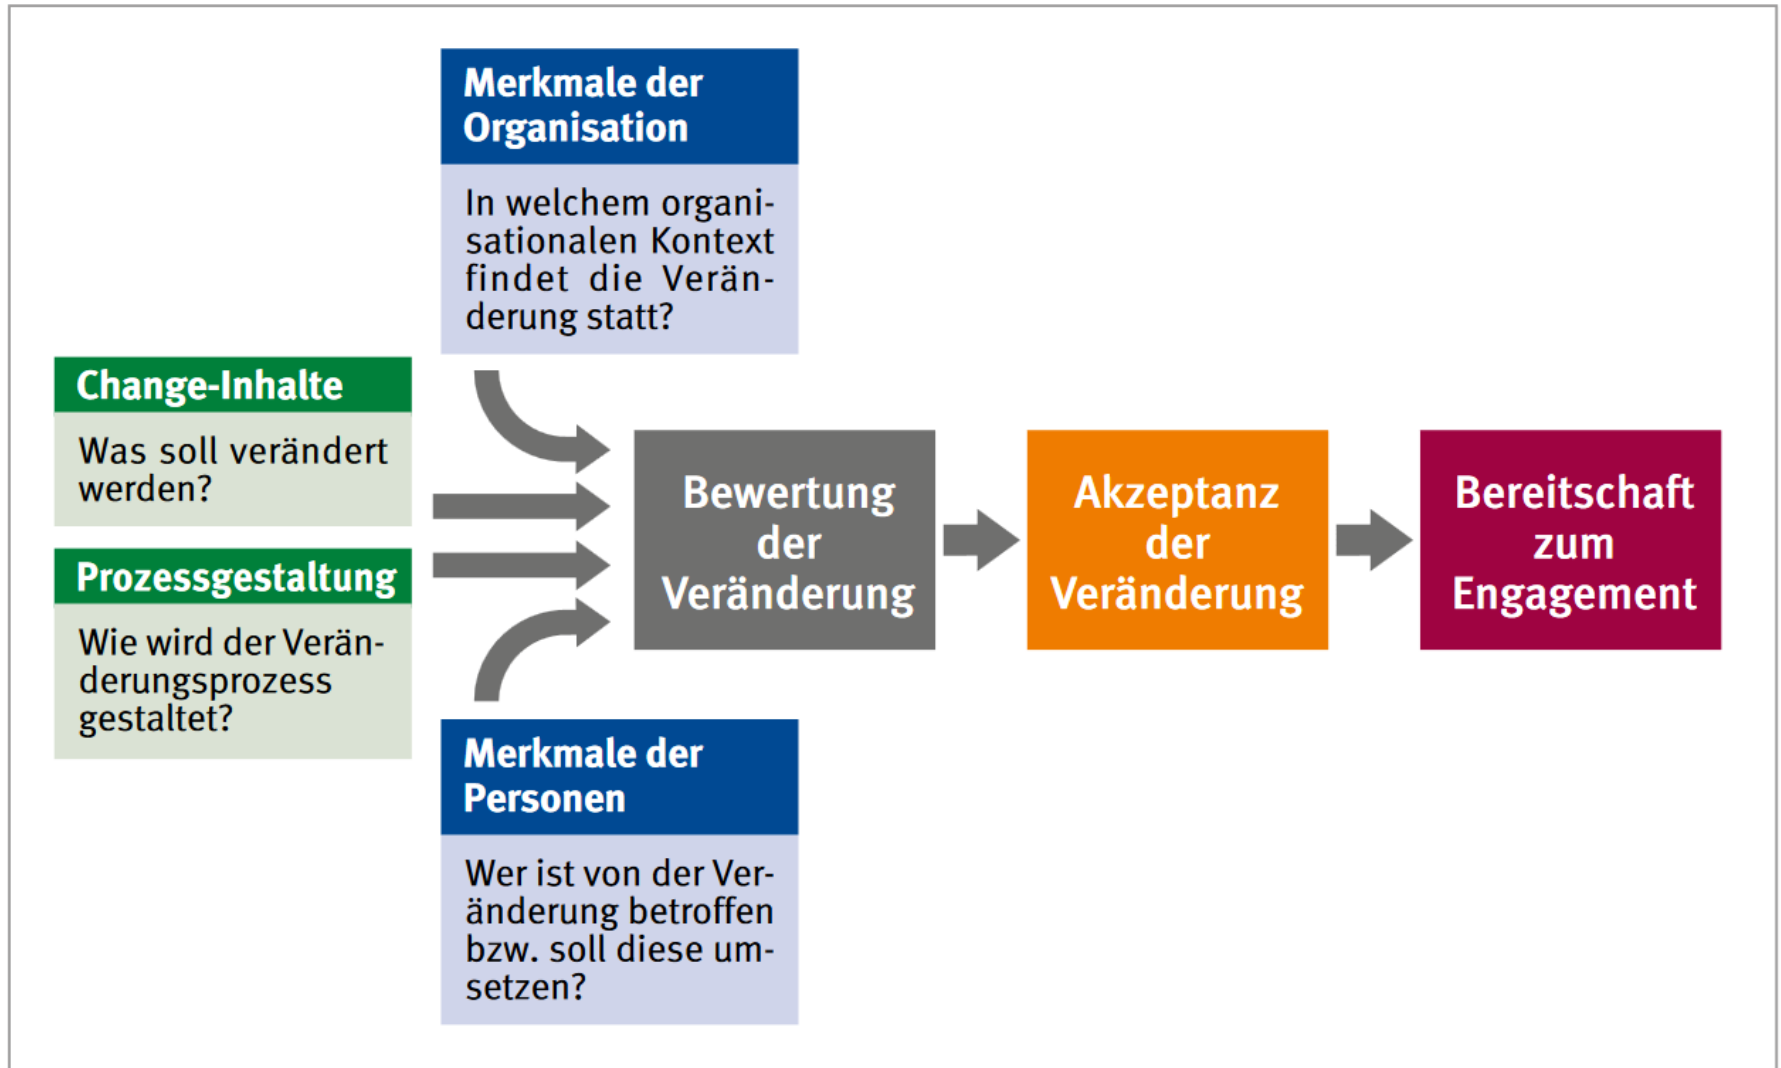 Merkmale der
Organisation
In welchem organi-
sationalen Kontext
findet die Verän-
derung statt?
Change-Inhalte
Was soll verändert
werden?
Prozessgestaltung
Wie wird der Verän-
derungsprozess
gestaltet?
Merkmale der
Personen
Wer ist von der Ver-
änderung betroffen
bzw. soll diese um-
setzen?
Bewertung
der
Veränderung
Akzeptanz
der
Veränderung
Bereitschaft
zum
Engagement